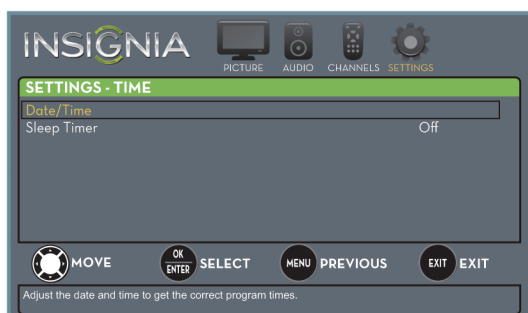 INSIGNIA
PICTURE AUDIO CHANNELS SETTINGS
SETTINGS - TIME
Date/Time
Sleep Timer Off
MOVE OK ENTER SELECT MENU PREVIOUS EXIT EXIT
Adjust the date and time to get the correct program times.